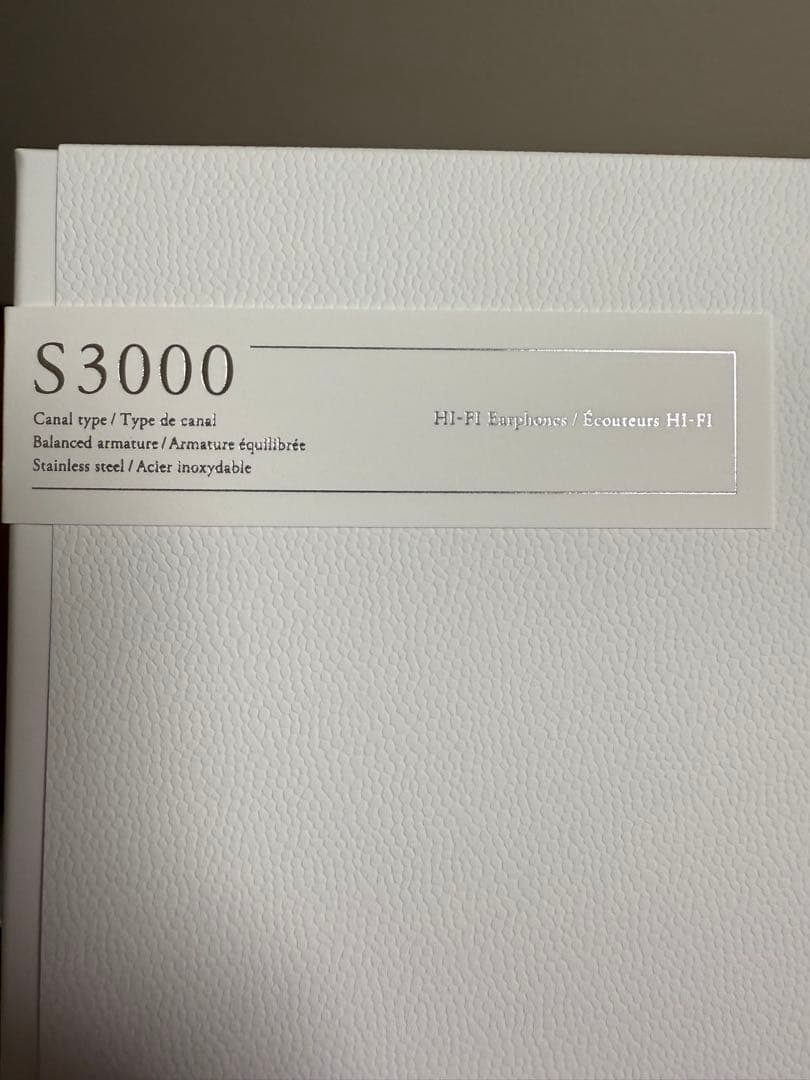 S3000
Canal type / Type de canal
Balanced armature / Armature équilibrée
Stainless steel / Acier inoxydable
HI-FI Earphones / Écouteurs HI-FI